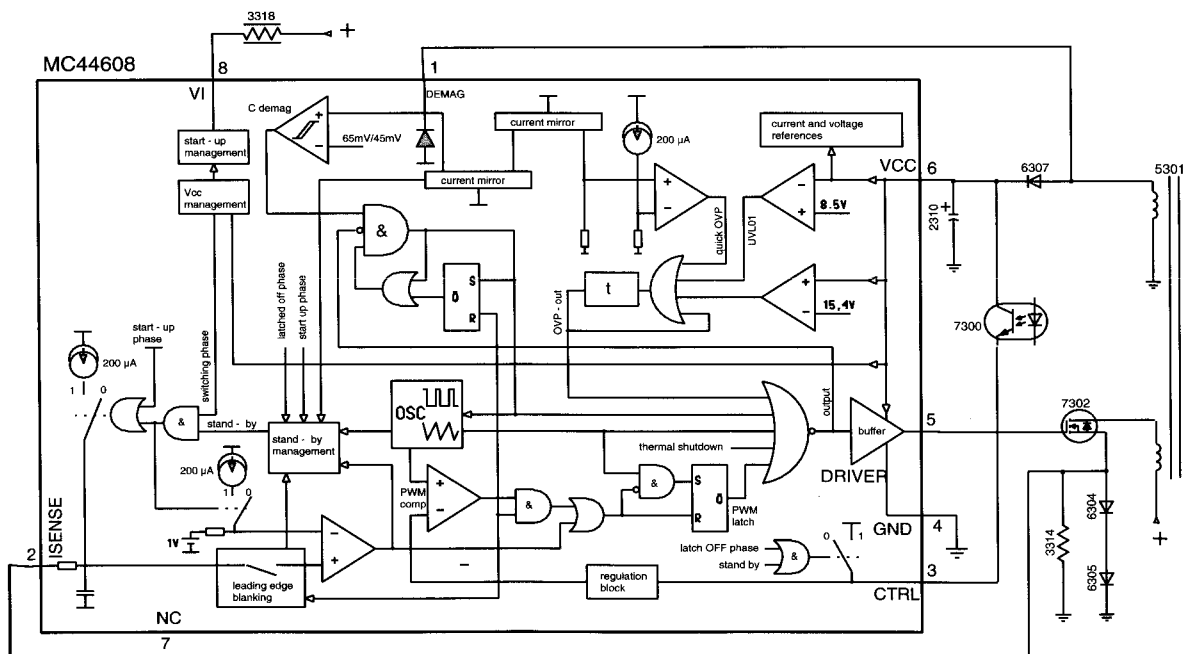 3318
+
MC44608
8
1
VI
DEMAG
C demag
+
−
65mV/45mV
current mirror
200 µA
current and voltage
references
start - up
management
Vcc
management
current mirror
VCC
6
6307
5301
+
−
quick OVP
UVL01
−
+
8.5V
+
2310
&
S
Q̄
R
t
OVP - out
+
−
15,4V
7300
latched off phase
start up phase
start - up
phase
200 µA
1
0
switching phase
&
stand - by
stand - by
management
OSC
output
buffer
5
7302
thermal shutdown
DRIVER
200 µA
1
0
PWM
comp
+
−
&
&
S
Q̄
R
PWM
latch
GND
4
6304
3314
6305
+
ISENSE
2
1V
−
+
leading edge
blanking
−
regulation
block
latch OFF phase
stand by
&
0
1
3
CTRL
NC
7